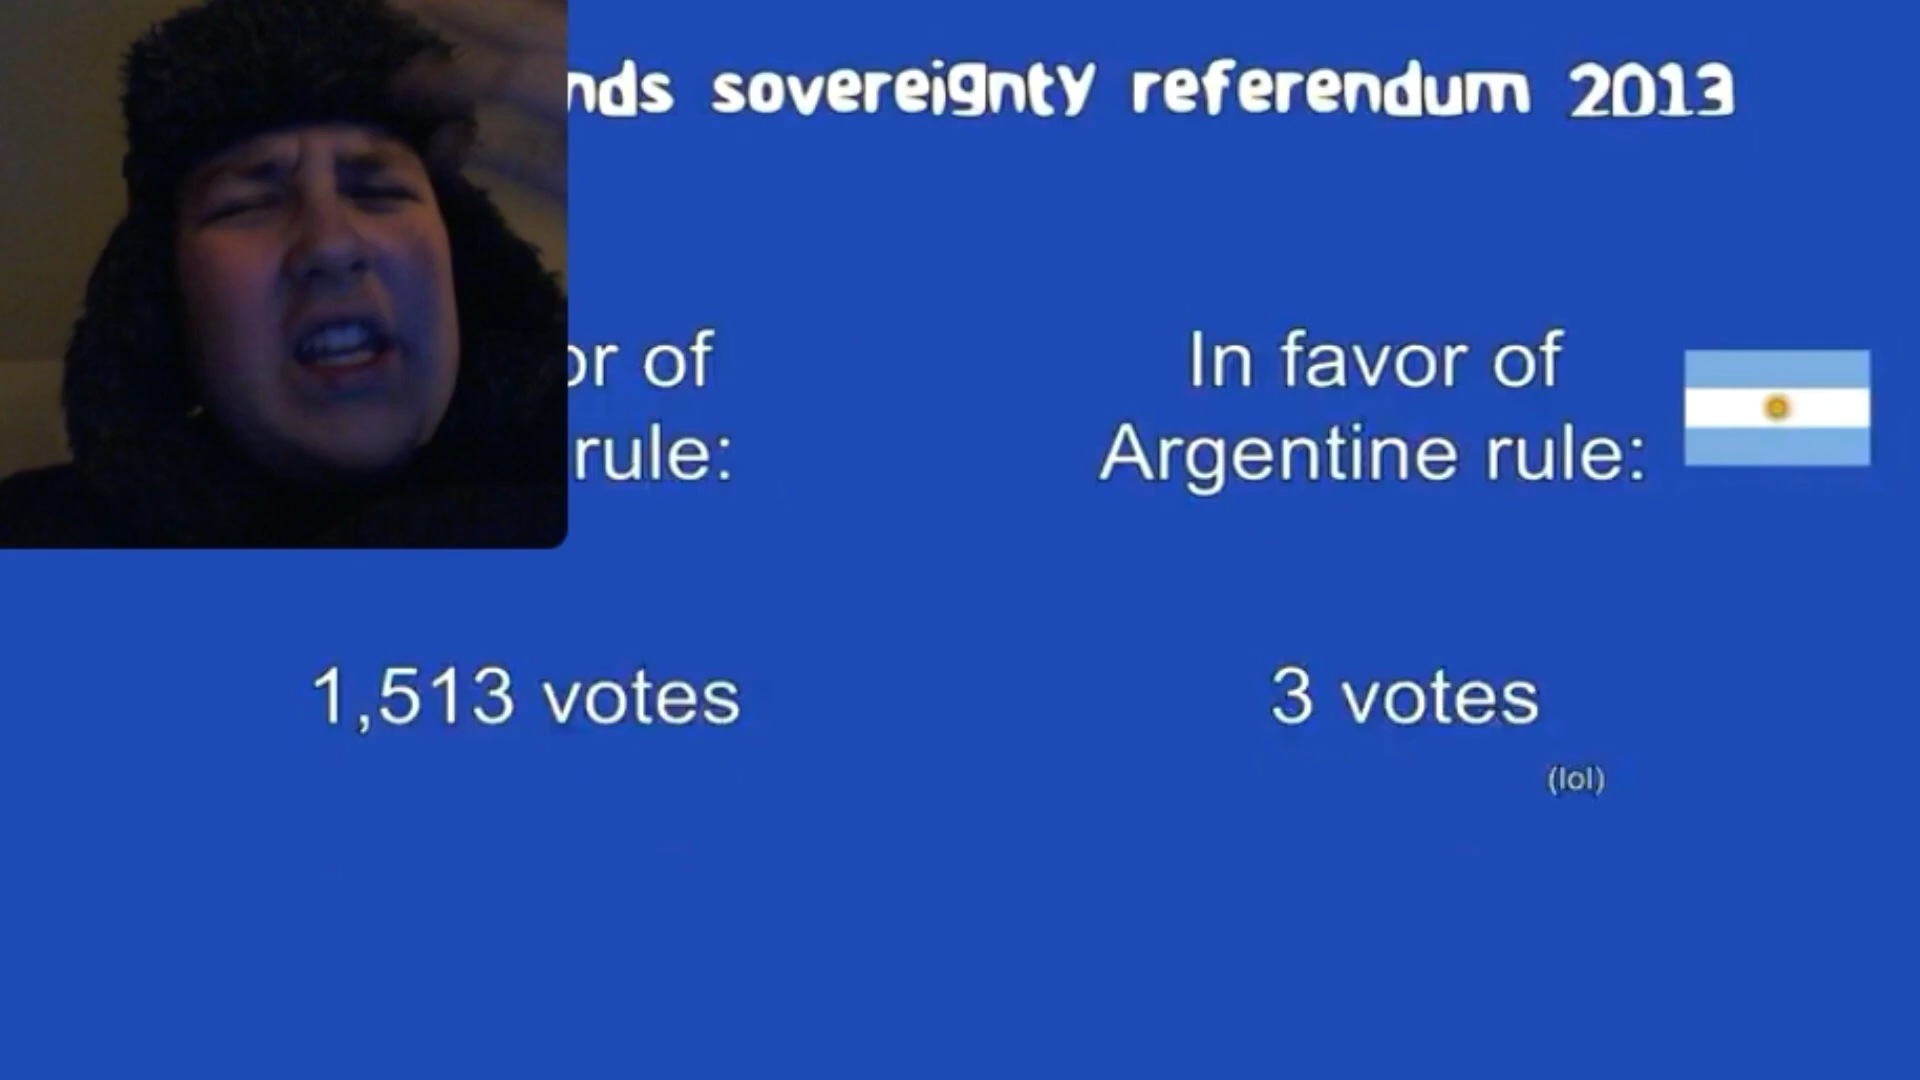 nds sovereignty referendum 2013
or of
rule:
In favor of
Argentine rule:
1,513 votes
3 votes
(lol)